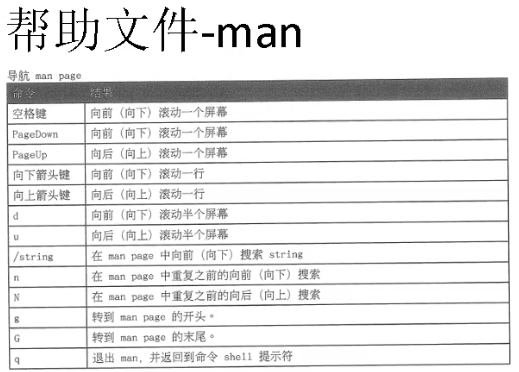 帮助文件-man
导航 man page
命令 结果
空格键 向前（向下）滚动一个屏幕
PageDown 向前（向下）滚动一个屏幕
PageUp 向后（向上）滚动一个屏幕
向下箭头键 向前（向下）滚动一行
向上箭头键 向后（向上）滚动一行
d 向前（向下）滚动半个屏幕
u 向后（向上）滚动半个屏幕
/string 在 man page 中向前（向下）搜索 string
n 在 man page 中重复之前的向前（向下）搜索
N 在 man page 中重复之前的向后（向上）搜索
g 转到 man page 的开头。
G 转到 man page 的末尾。
q 退出 man, 并返回到命令 shell 提示符